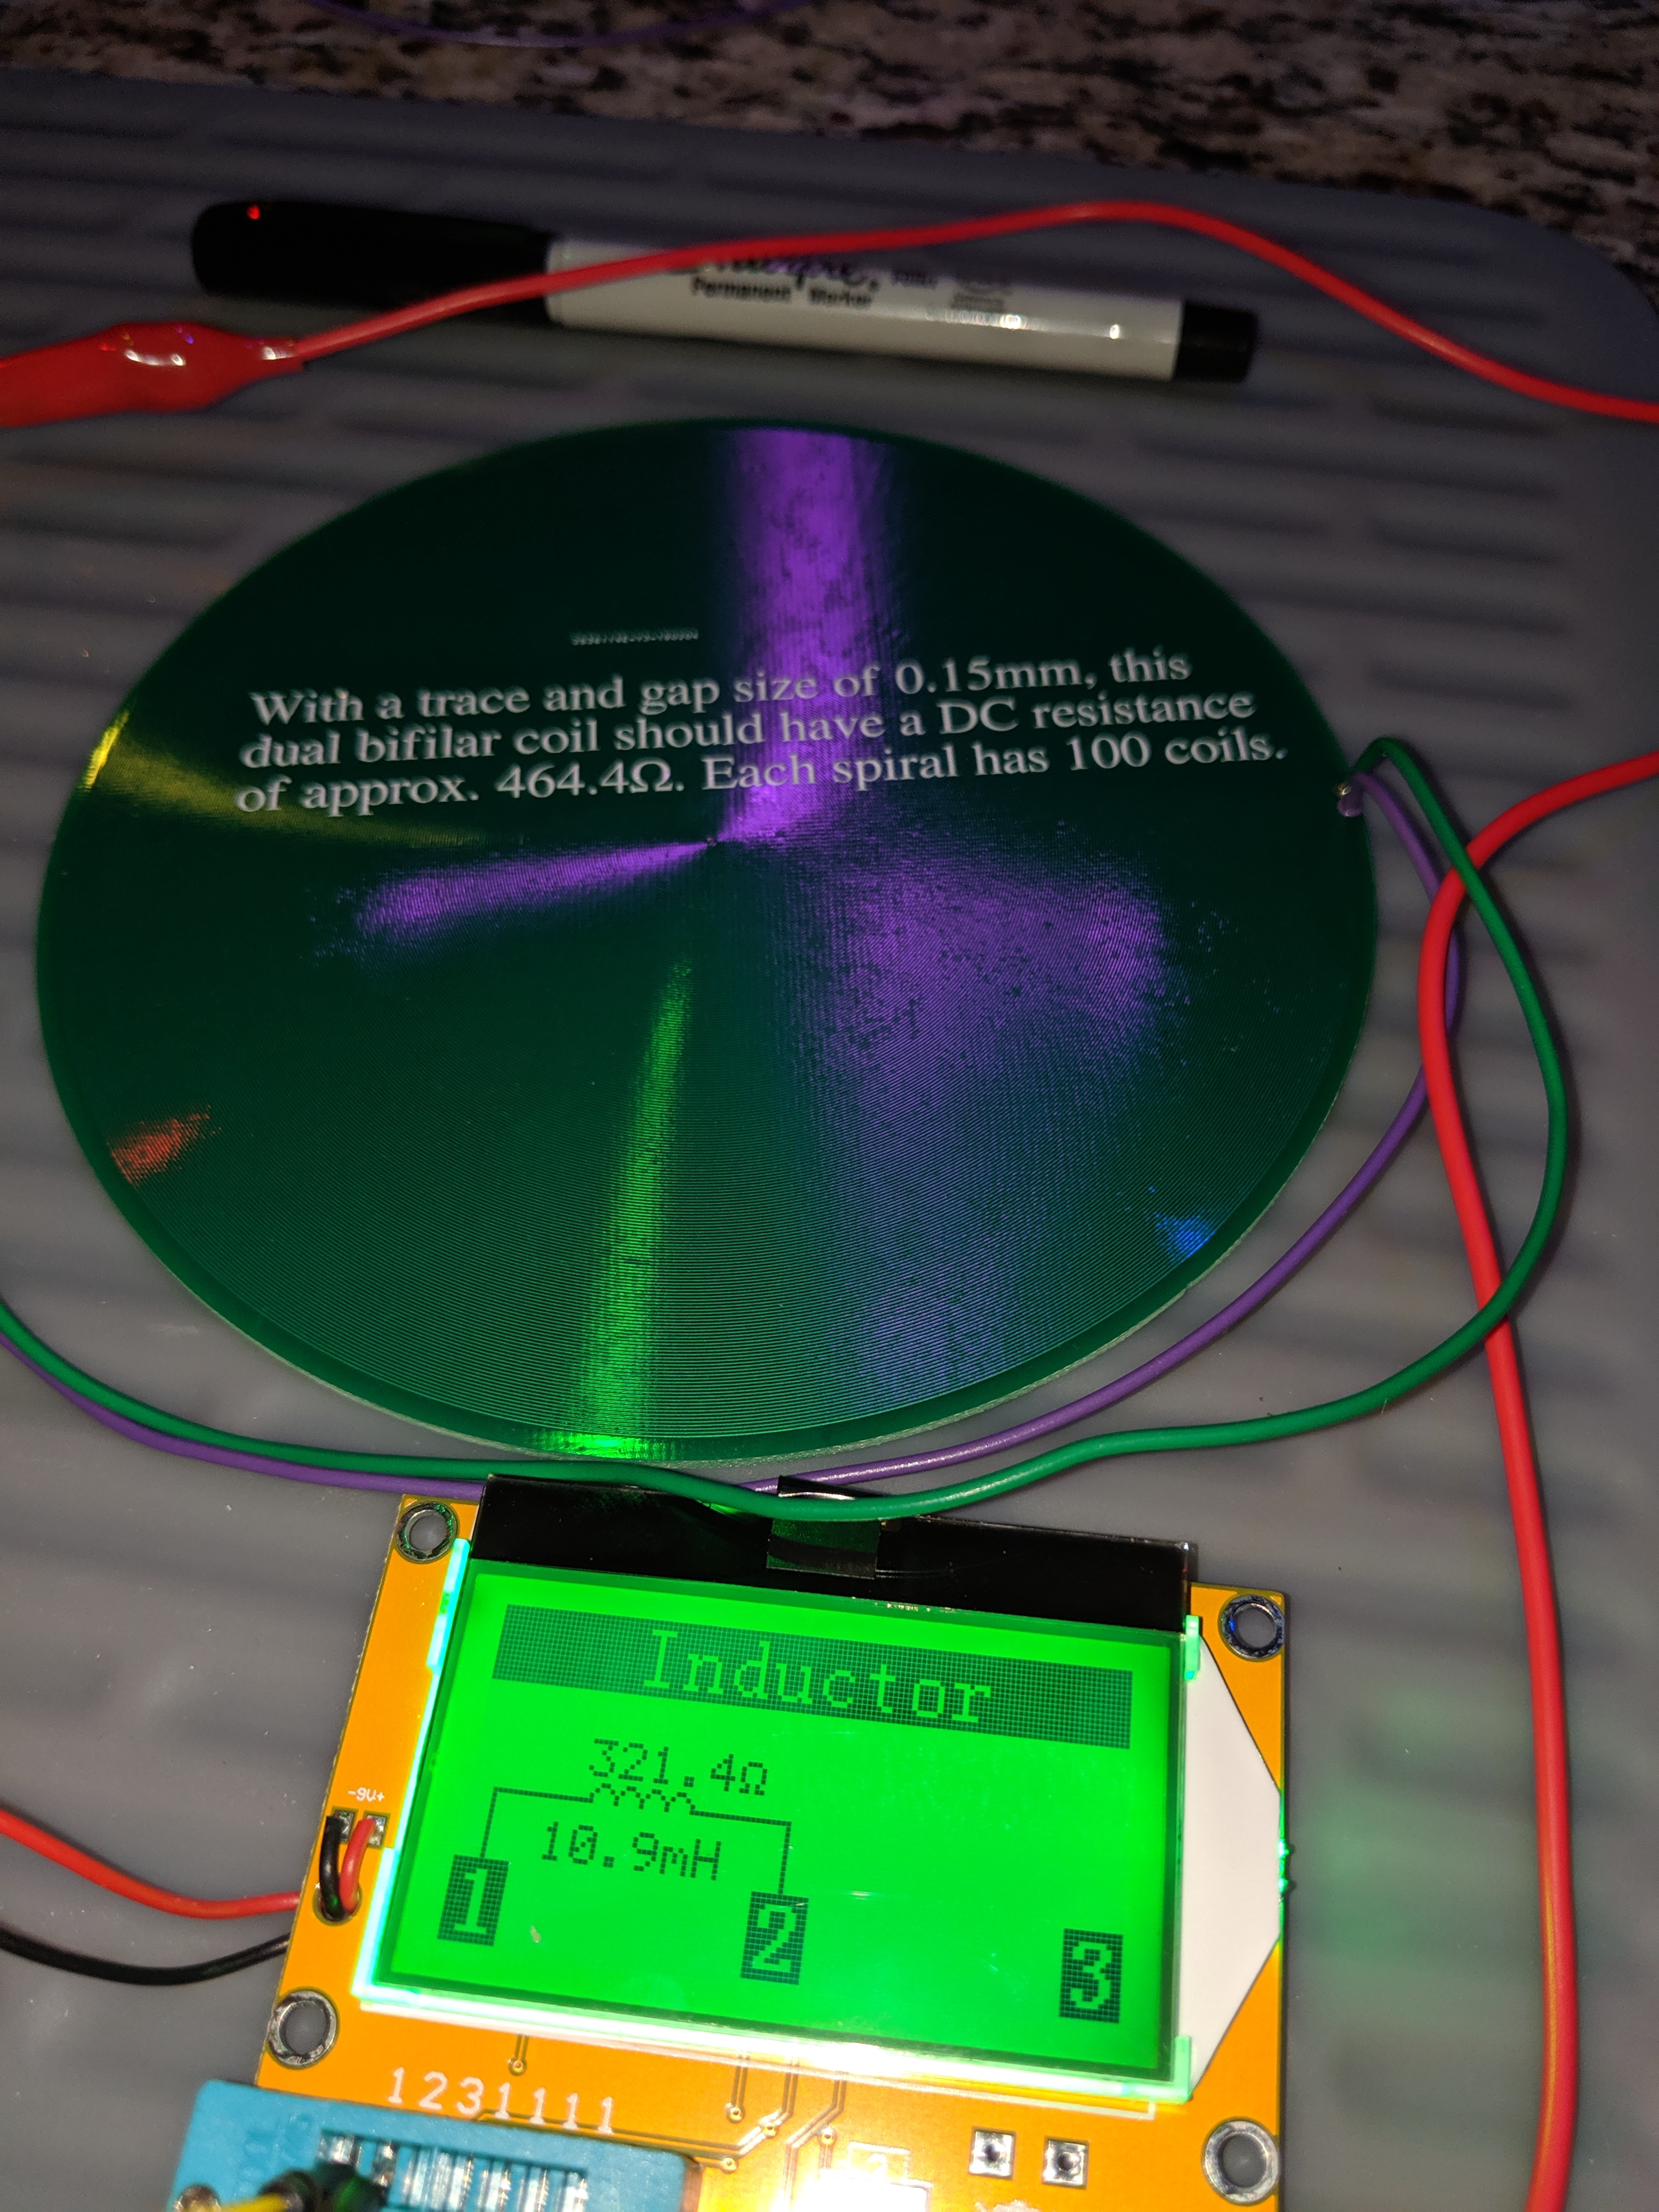 Permanent Marker
With a trace and gap size of 0.15mm, this
dual bifilar coil should have a DC resistance
of approx. 464.4Ω. Each spiral has 100 coils.
Inductor
321.4Ω
10.9mH
1
2
3
-9V+
1231111